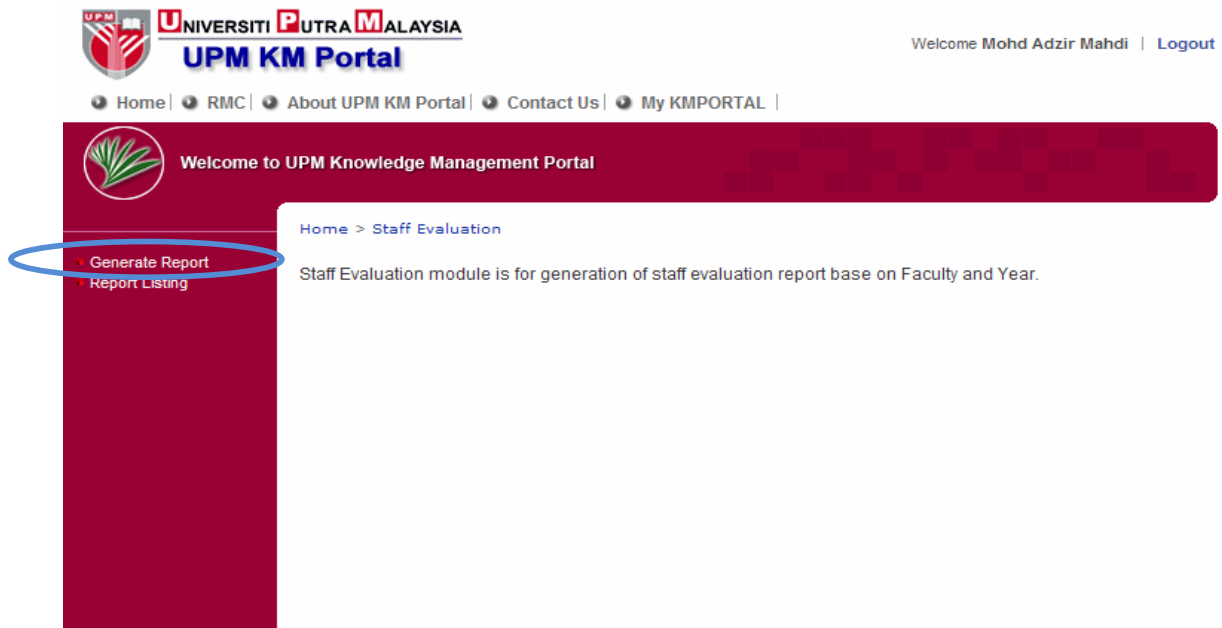 UPM
UNIVERSITI PUTRA MALAYSIA
UPM KM Portal
Welcome Mohd Adzir Mahdi | Logout
Home | RMC | About UPM KM Portal | Contact Us | My KMPORTAL |
Welcome to UPM Knowledge Management Portal
Home > Staff Evaluation
Generate Report
Report Listing
Staff Evaluation module is for generation of staff evaluation report base on Faculty and Year.